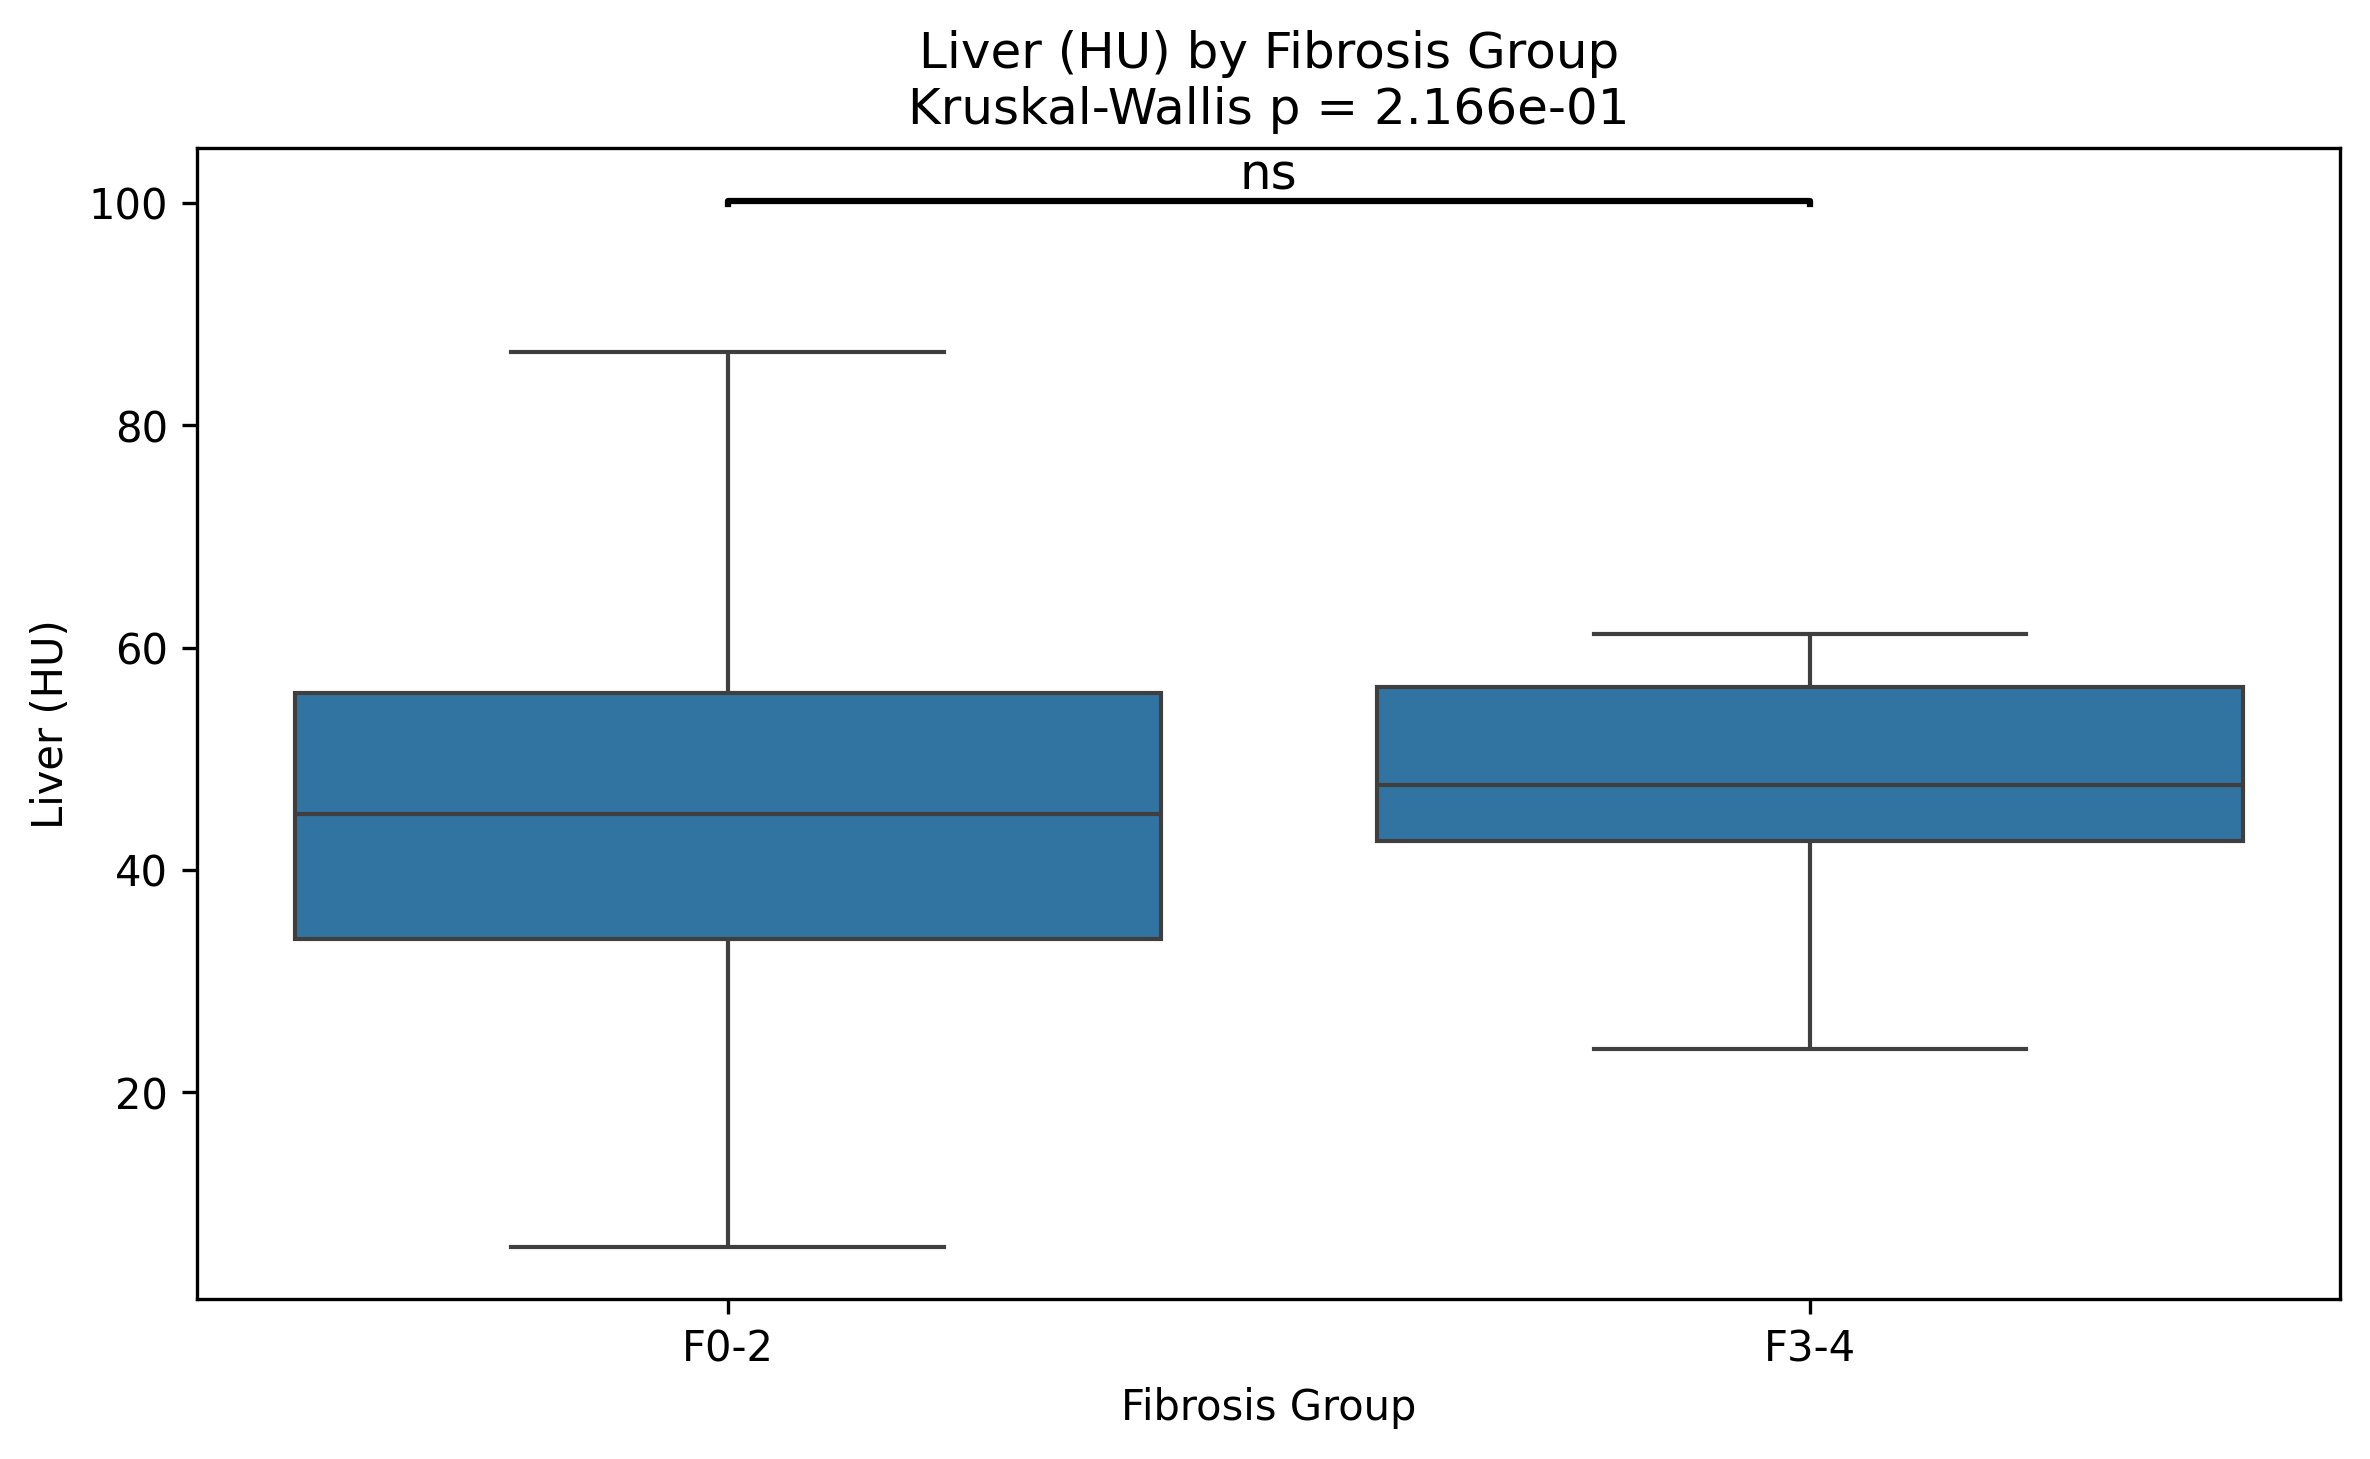 Liver (HU) by Fibrosis Group
Kruskal-Wallis p = 2.166e-01
ns
100
80
60
40
20
Liver (HU)
F0-2
F3-4
Fibrosis Group